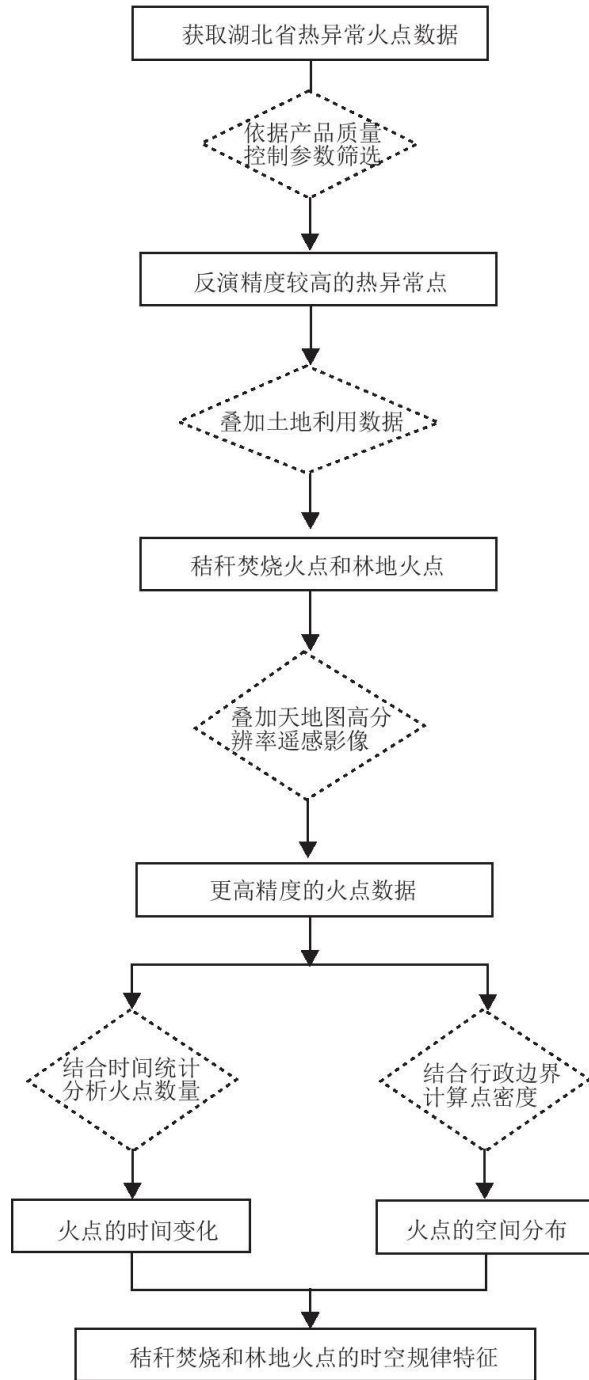 获取湖北省热异常火点数据
依据产品质量
控制参数筛选
反演精度较高的热异常点
叠加土地利用数据
秸秆焚烧火点和林地火点
叠加天地图高分
辨率遥感影像
更高精度的火点数据
结合时间统计
分析火点数量
结合行政边界
计算点密度
火点的时间变化
火点的空间分布
秸秆焚烧和林地火点的时空规律特征